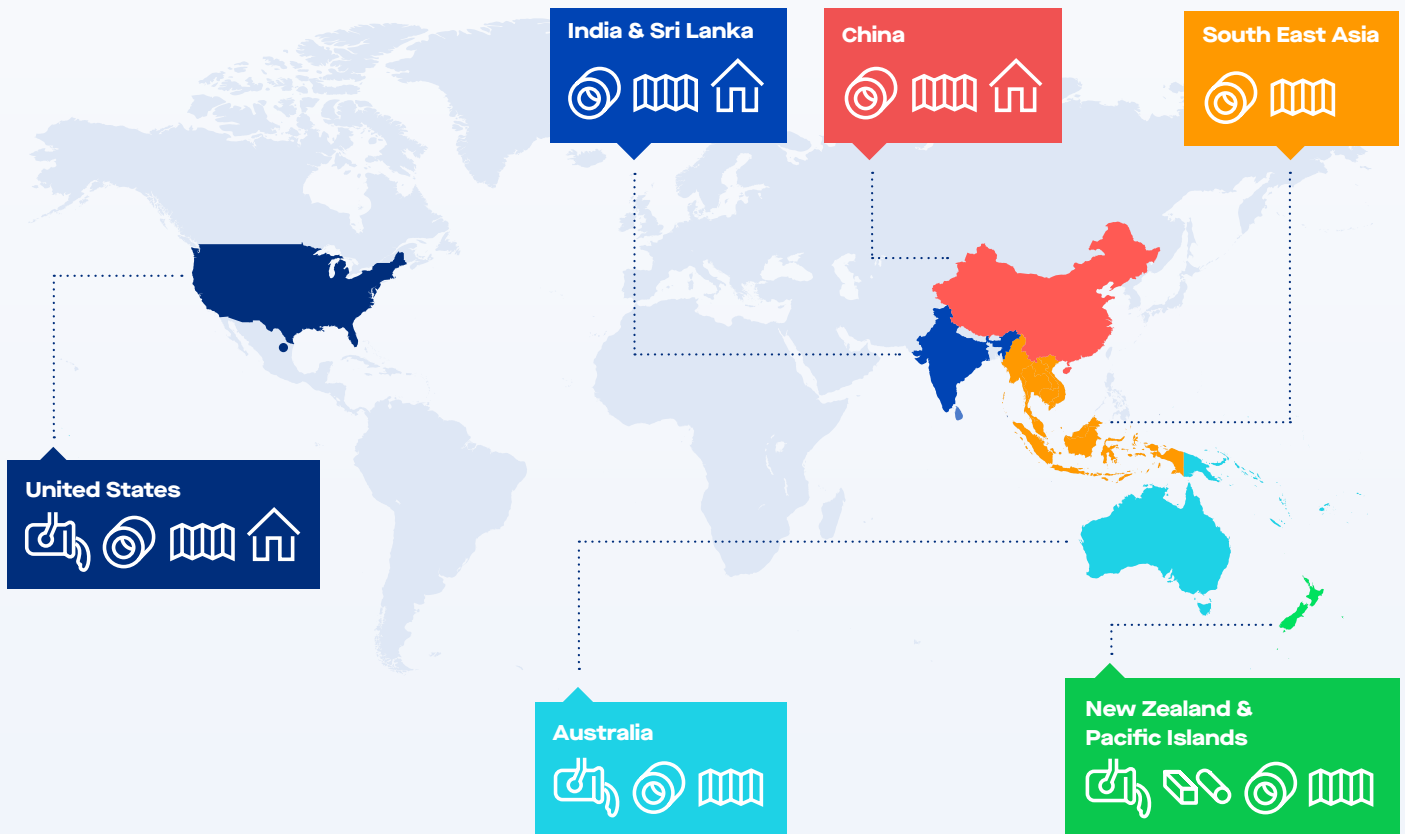 India & Sri Lanka
China
South East Asia
United States
Australia
New Zealand &
Pacific Islands